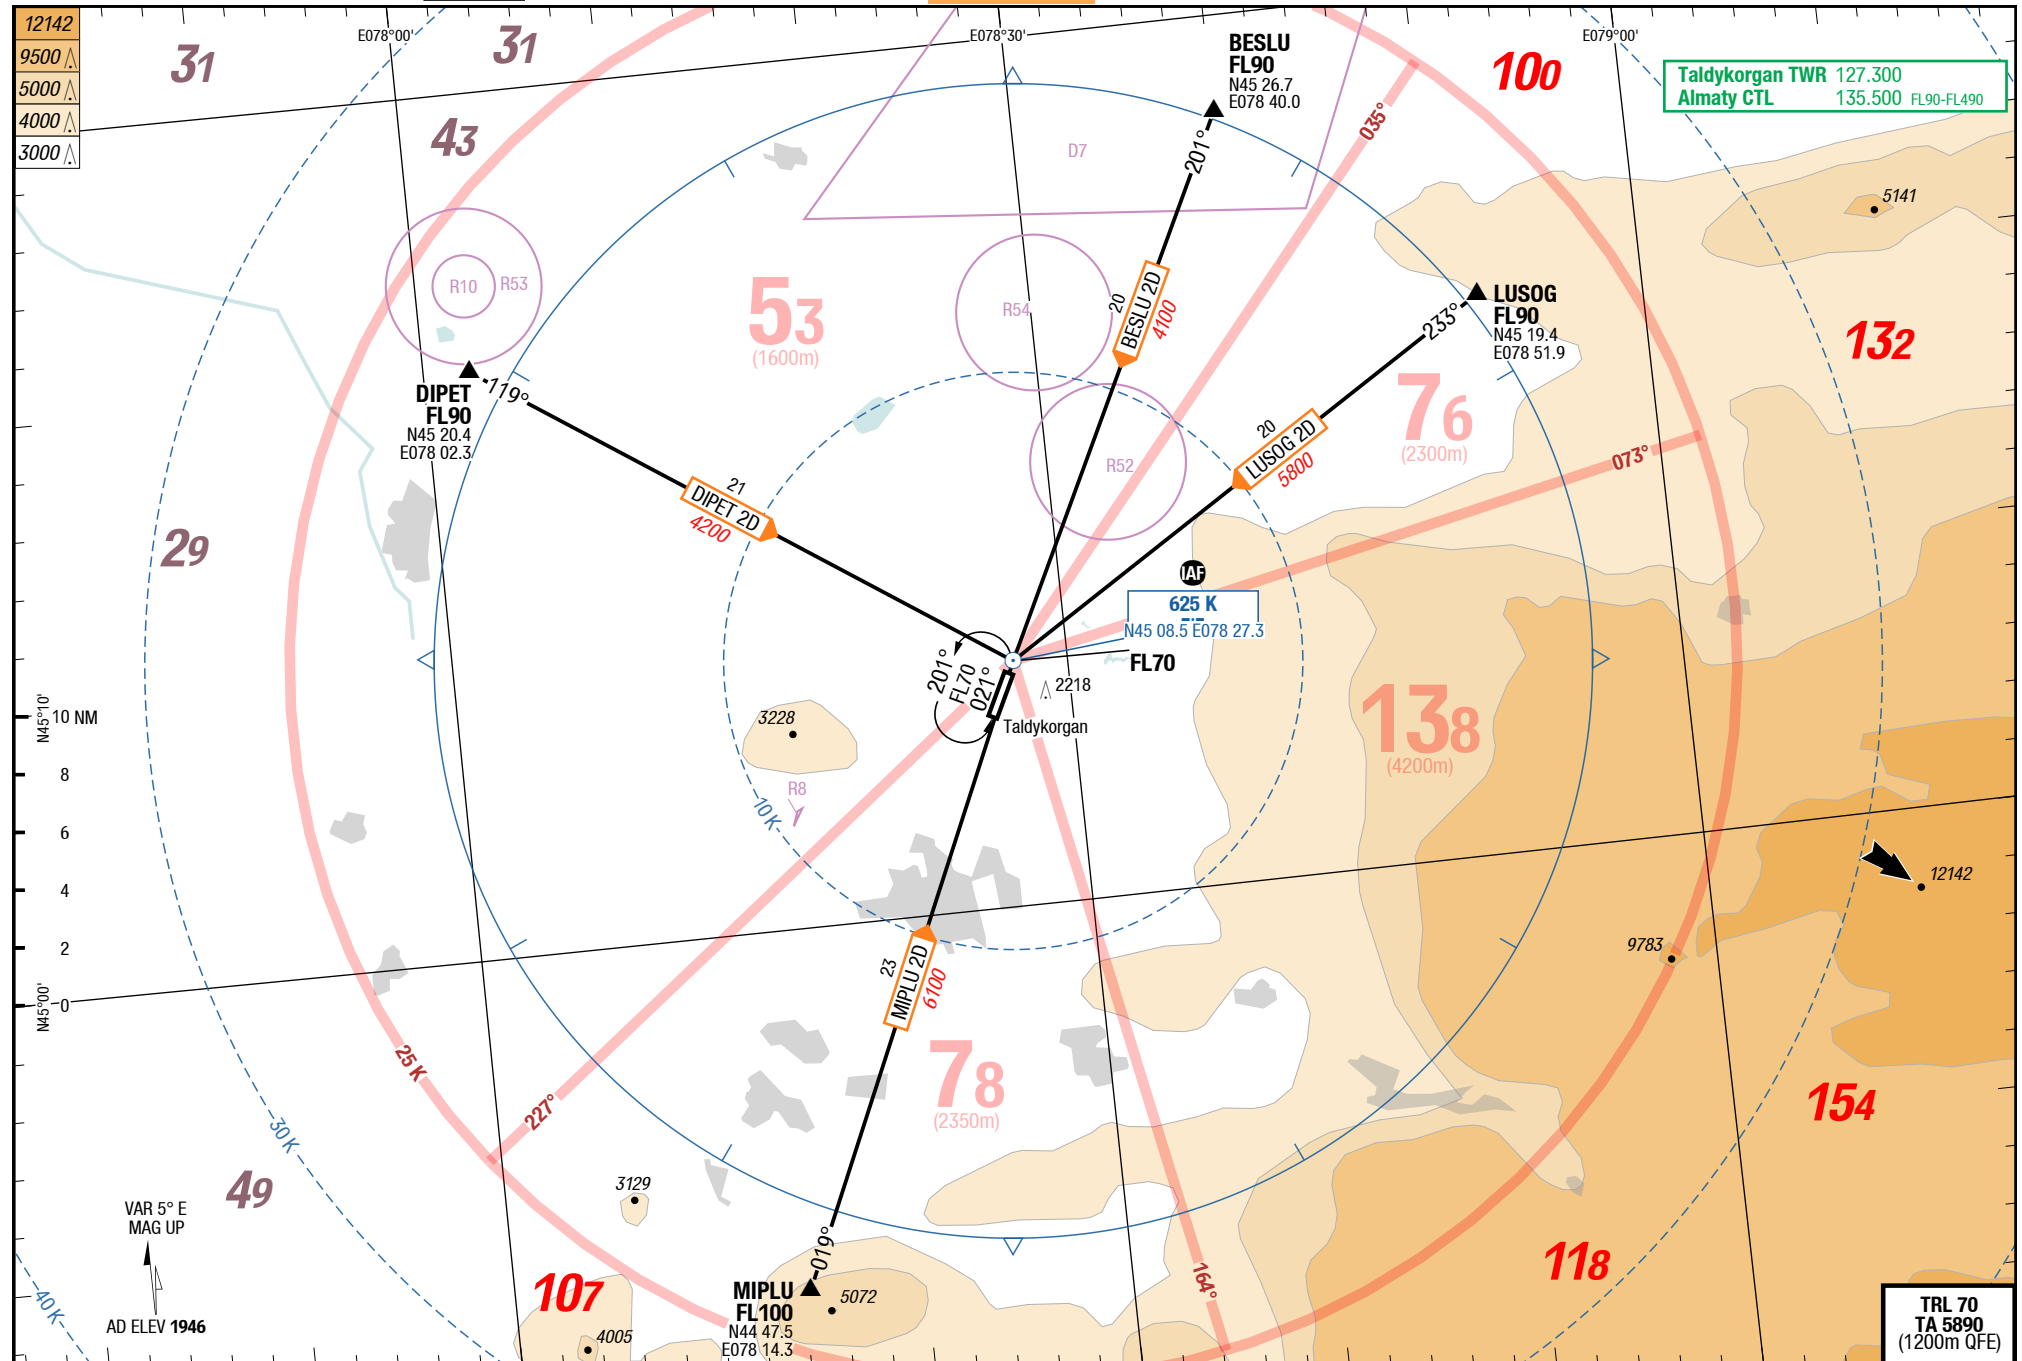 12142
9500
5000
4000
3000
E078°00'
E078°30'
E079°00'
31
31
43
29
49
100
132
154
118
107
BESLU
FL90
N45 26.7
E078 40.0
Taldykorgan TWR 127.300
Almaty CTL 135.500 FL90-FL490
035°
201°
D7
5141
R10
R53
R54
R52
53
(1600m)
20
BESLU 2D
4100
LUSOG
FL90
N45 19.4
E078 51.9
233°
76
(2300m)
20
LUSOG 2D
5800
073°
DIPET
FL90
N45 20.4
E078 02.3
119°
21
DIPET 2D
4200
IAF
625 K
N45 08.5 E078 27.3
FL70
201°
FL70
021°
2218
Taldykorgan
3228
R8
10 K
138
(4200m)
N45°10'
10 NM
8
6
4
2
0
N45°00'
12142
9783
23
MIPLU 2D
6100
78
(2350m)
25 K
227°
30 K
40 K
3129
VAR 5° E
MAG UP
AD ELEV 1946
019°
MIPLU
FL100
N44 47.5
E078 14.3
5072
4005
164°
TRL 70
TA 5890
(1200m QFE)